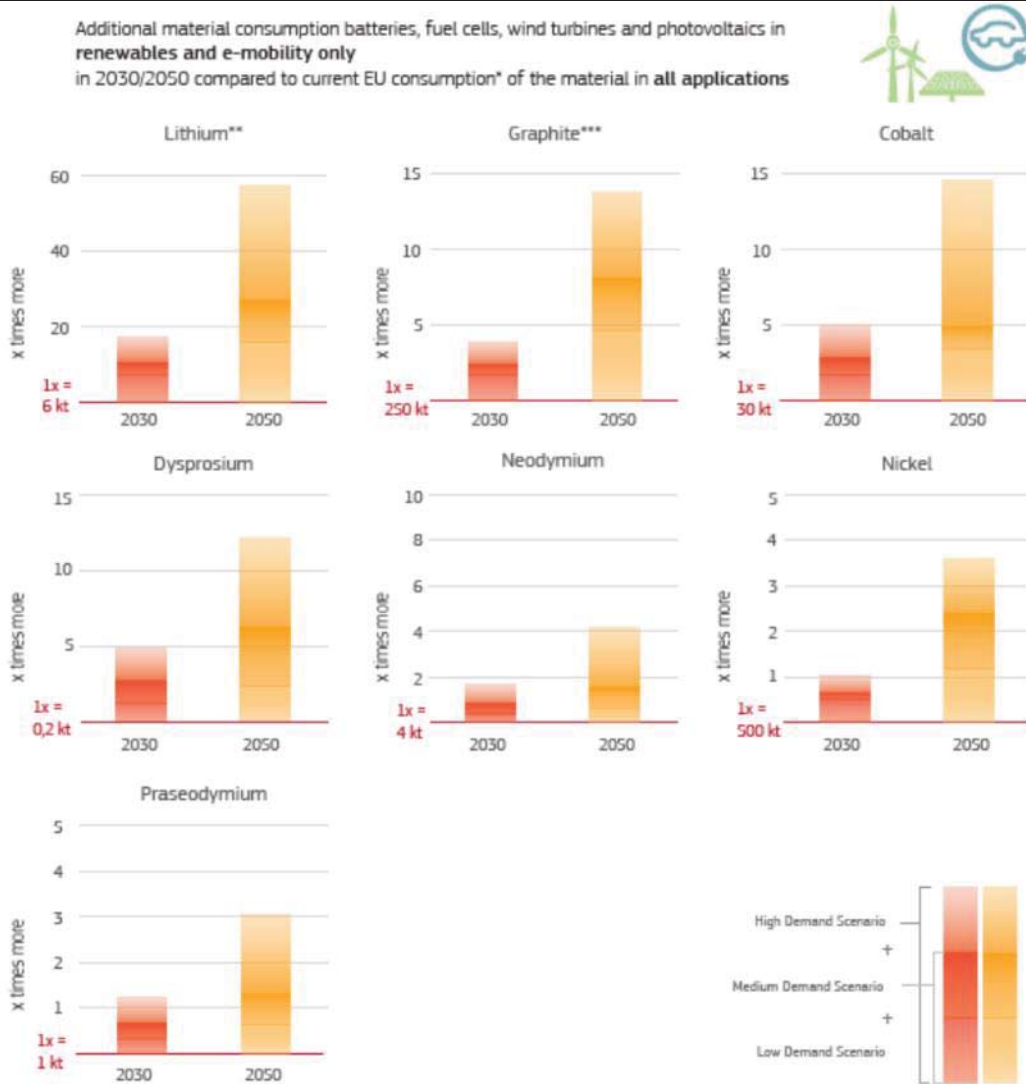 Additional material consumption batteries, fuel cells, wind turbines and photovoltaics in
renewables and e-mobility only
in 2030/2050 compared to current EU consumption* of the material in all applications
Lithium**
60
40
20
x times more
1x =
6 kt
2030
2050
Graphite***
15
10
5
x times more
1x =
250 kt
2030
2050
Cobalt
15
10
5
x times more
1x =
30 kt
2030
2050
Dysprosium
15
10
5
x times more
1x =
0,2 kt
2030
2050
Neodymium
10
8
6
4
2
x times more
1x =
4 kt
2030
2050
Nickel
5
4
3
2
1
x times more
1x =
500 kt
2030
2050
Praseodymium
5
4
3
2
1
x times more
1x =
1 kt
2030
2050
High Demand Scenario
+
Medium Demand Scenario
+
Low Demand Scenario